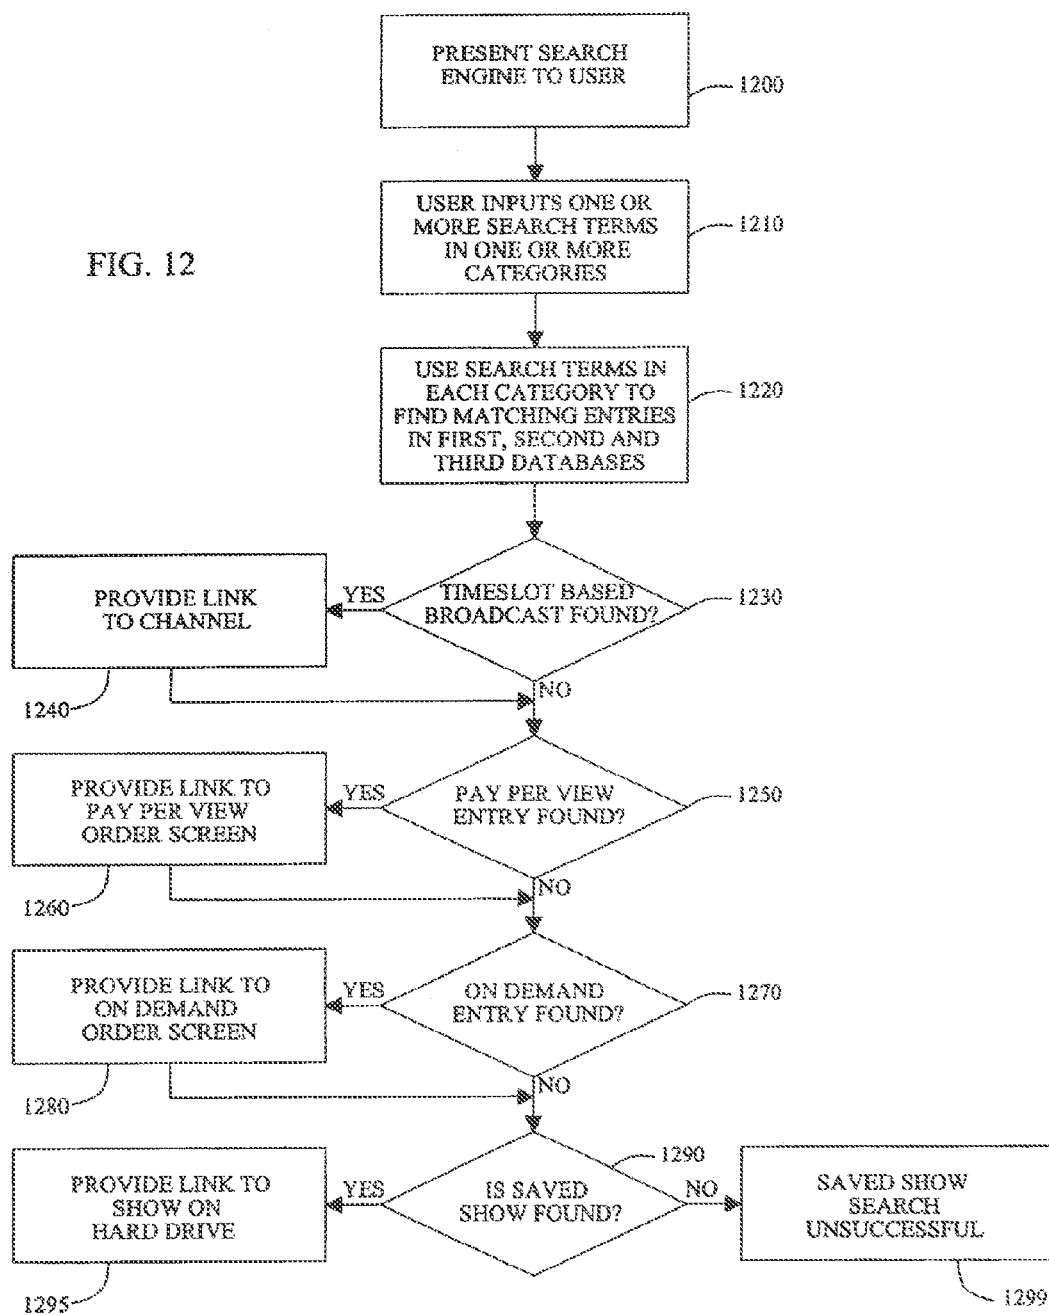 PRESENT SEARCH
ENGINE TO USER
1200
USER INPUTS ONE OR
MORE SEARCH TERMS
IN ONE OR MORE
CATEGORIES
1210
FIG. 12
USE SEARCH TERMS IN
EACH CATEGORY TO
FIND MATCHING ENTRIES
IN FIRST, SECOND AND
THIRD DATABASES
1220
TIMESLOT BASED
BROADCAST FOUND?
1230
YES
PROVIDE LINK
TO CHANNEL
1240
NO
PAY PER VIEW
ENTRY FOUND?
1250
YES
PROVIDE LINK TO
PAY PER VIEW
ORDER SCREEN
1260
NO
ON DEMAND
ENTRY FOUND?
1270
YES
PROVIDE LINK TO
ON DEMAND
ORDER SCREEN
1280
NO
IS SAVED
SHOW FOUND?
1290
YES
PROVIDE LINK TO
SHOW ON
HARD DRIVE
1295
NO
SAVED SHOW
SEARCH
UNSUCCESSFUL
1299